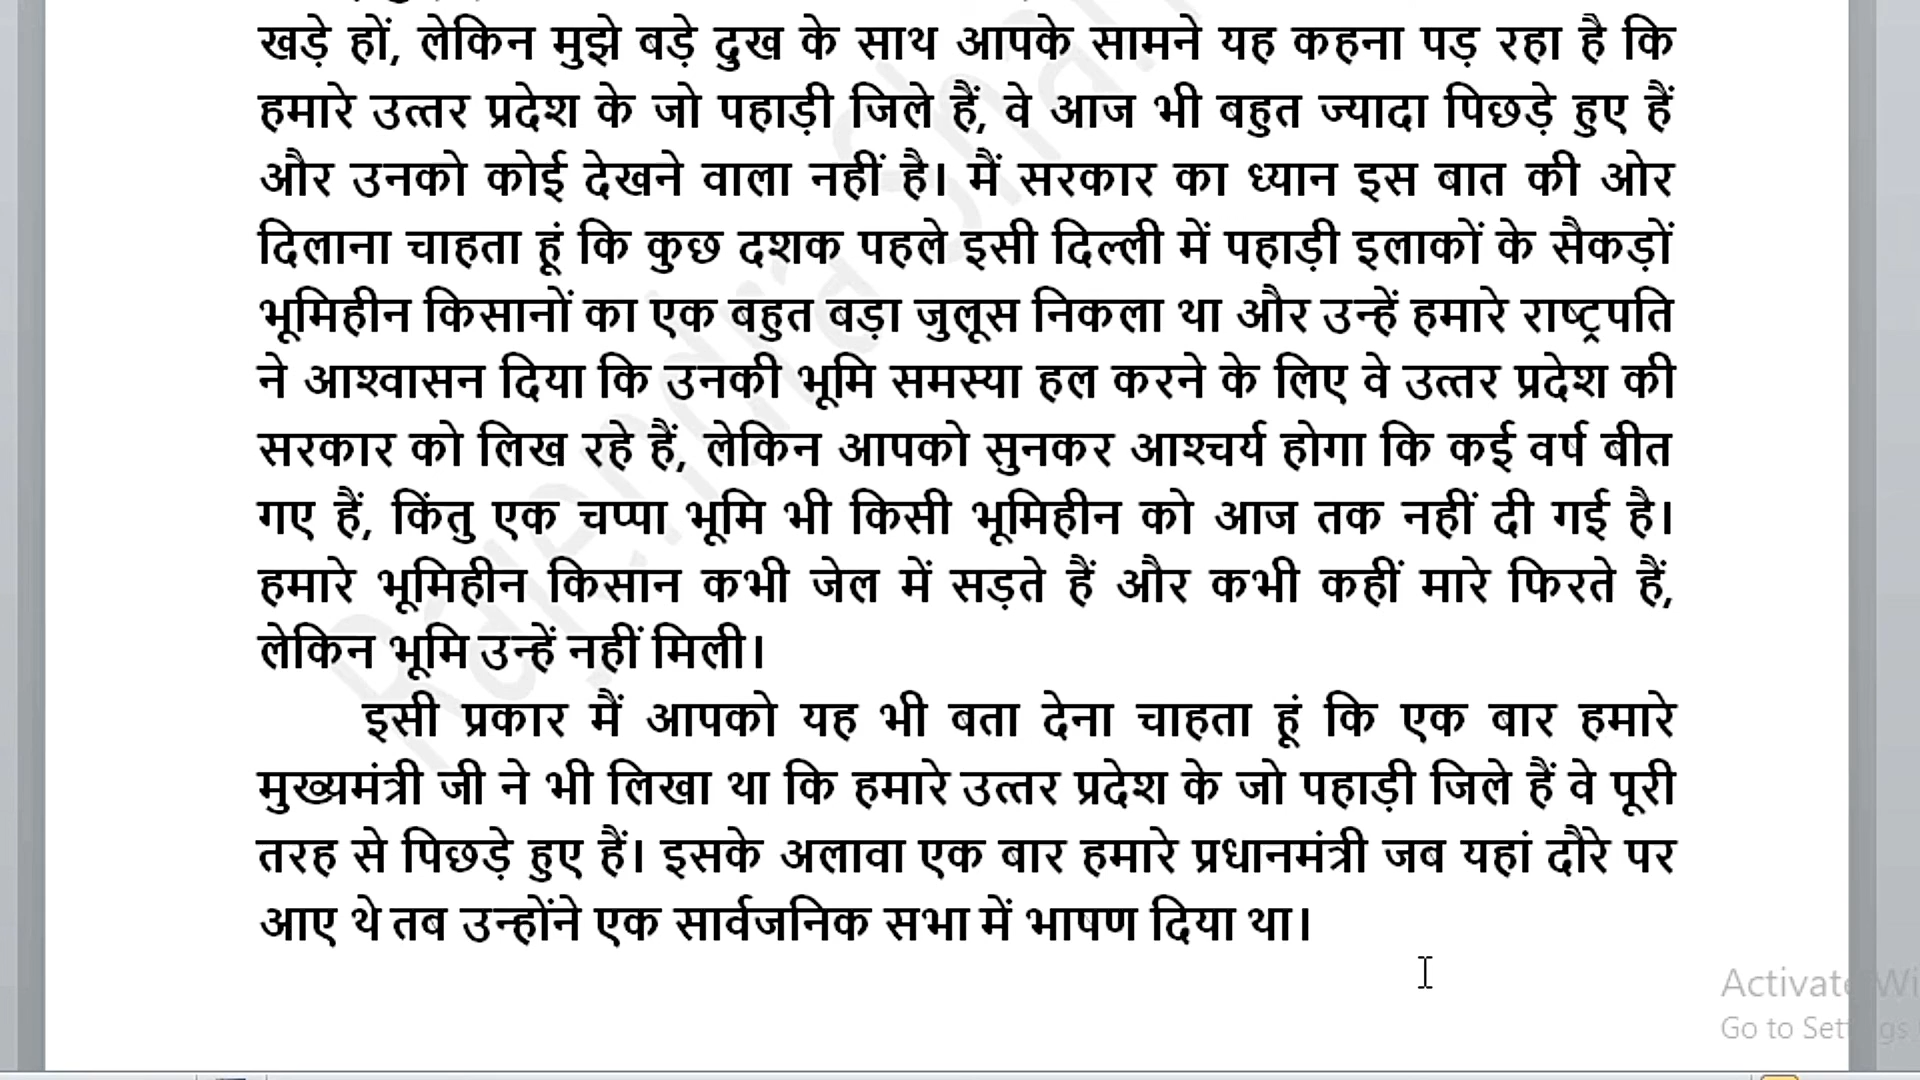 खड़े हों, लेकिन मुझे बड़े दुख के साथ आपके सामने यह कहना पड़ रहा है कि
हमारे उत्तर प्रदेश के जो पहाड़ी जिले हैं, वे आज भी बहुत ज्यादा पिछड़े हुए हैं
और उनको कोई देखने वाला नहीं है। मैं सरकार का ध्यान इस बात की ओर
दिलाना चाहता हूं कि कुछ दशक पहले इसी दिल्ली में पहाड़ी इलाकों के सैकड़ों
भूमिहीन किसानों का एक बहुत बड़ा जुलूस निकला था और उन्हें हमारे राष्ट्रपति
ने आश्वासन दिया कि उनकी भूमि समस्या हल करने के लिए वे उत्तर प्रदेश की
सरकार को लिख रहे हैं, लेकिन आपको सुनकर आश्चर्य होगा कि कई वर्ष बीत
गए हैं, किंतु एक चप्पा भूमि भी किसी भूमिहीन को आज तक नहीं दी गई है।
हमारे भूमिहीन किसान कभी जेल में सड़ते हैं और कभी कहीं मारे फिरते हैं,
लेकिन भूमि उन्हें नहीं मिली।
इसी प्रकार मैं आपको यह भी बता देना चाहता हूं कि एक बार हमारे
मुख्यमंत्री जी ने भी लिखा था कि हमारे उत्तर प्रदेश के जो पहाड़ी जिले हैं वे पूरी
तरह से पिछड़े हुए हैं। इसके अलावा एक बार हमारे प्रधानमंत्री जब यहां दौरे पर
आए थे तब उन्होंने एक सार्वजनिक सभा में भाषण दिया था।
Activate Wi
Go to Settings